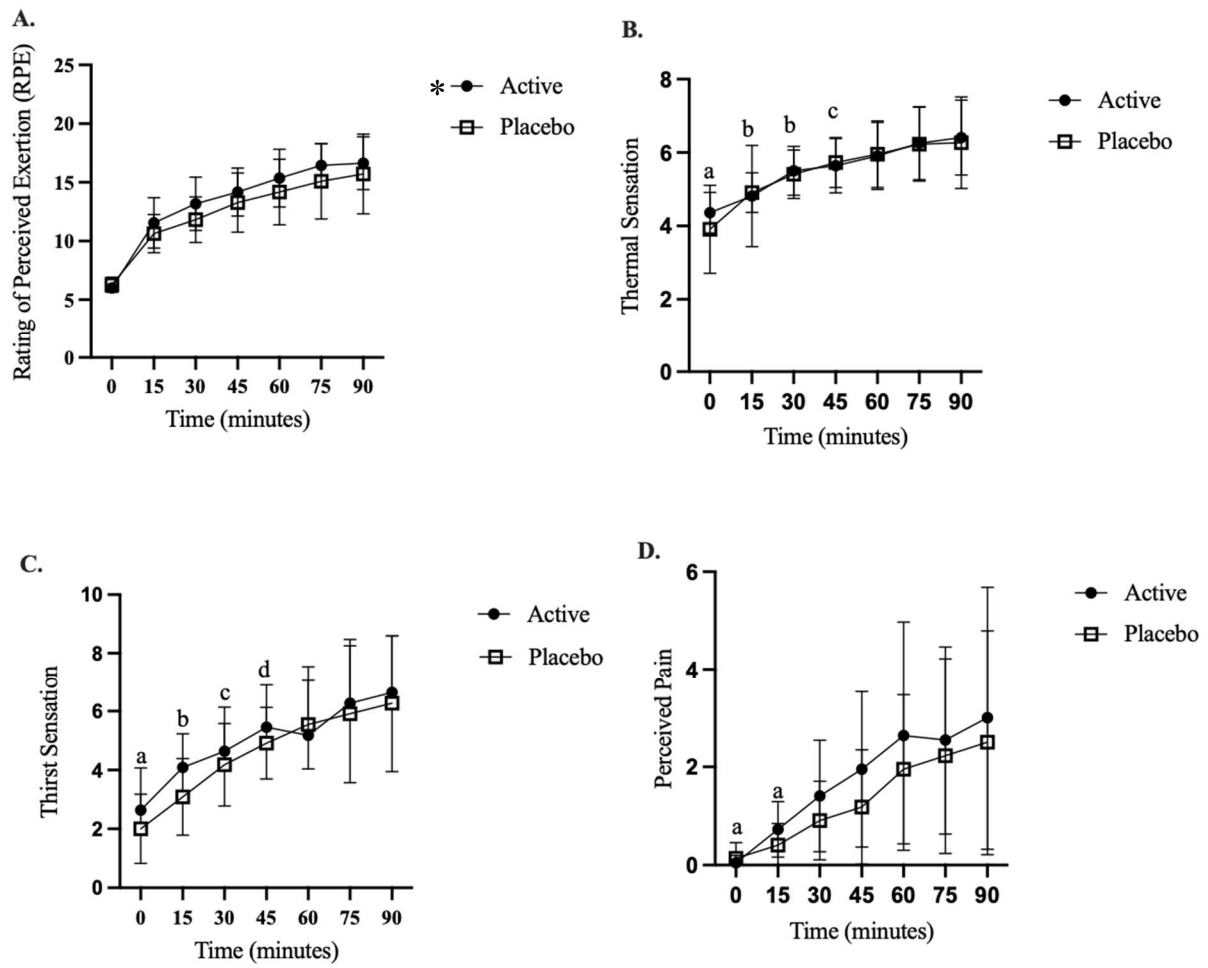 A.
Rating of Perceived Exertion (RPE)
25
20
15
10
5
0
0 15 30 45 60 75 90
Time (minutes)
* Active
Placebo
B.
Thermal Sensation
8
6
4
2
0
a b b c
0 15 30 45 60 75 90
Time (minutes)
Active
Placebo
C.
Thirst Sensation
10
8
6
4
2
0
a b c d
0 15 30 45 60 75 90
Time (minutes)
Active
Placebo
D.
Perceived Pain
6
4
2
0
a a
0 15 30 45 60 75 90
Time (minutes)
Active
Placebo